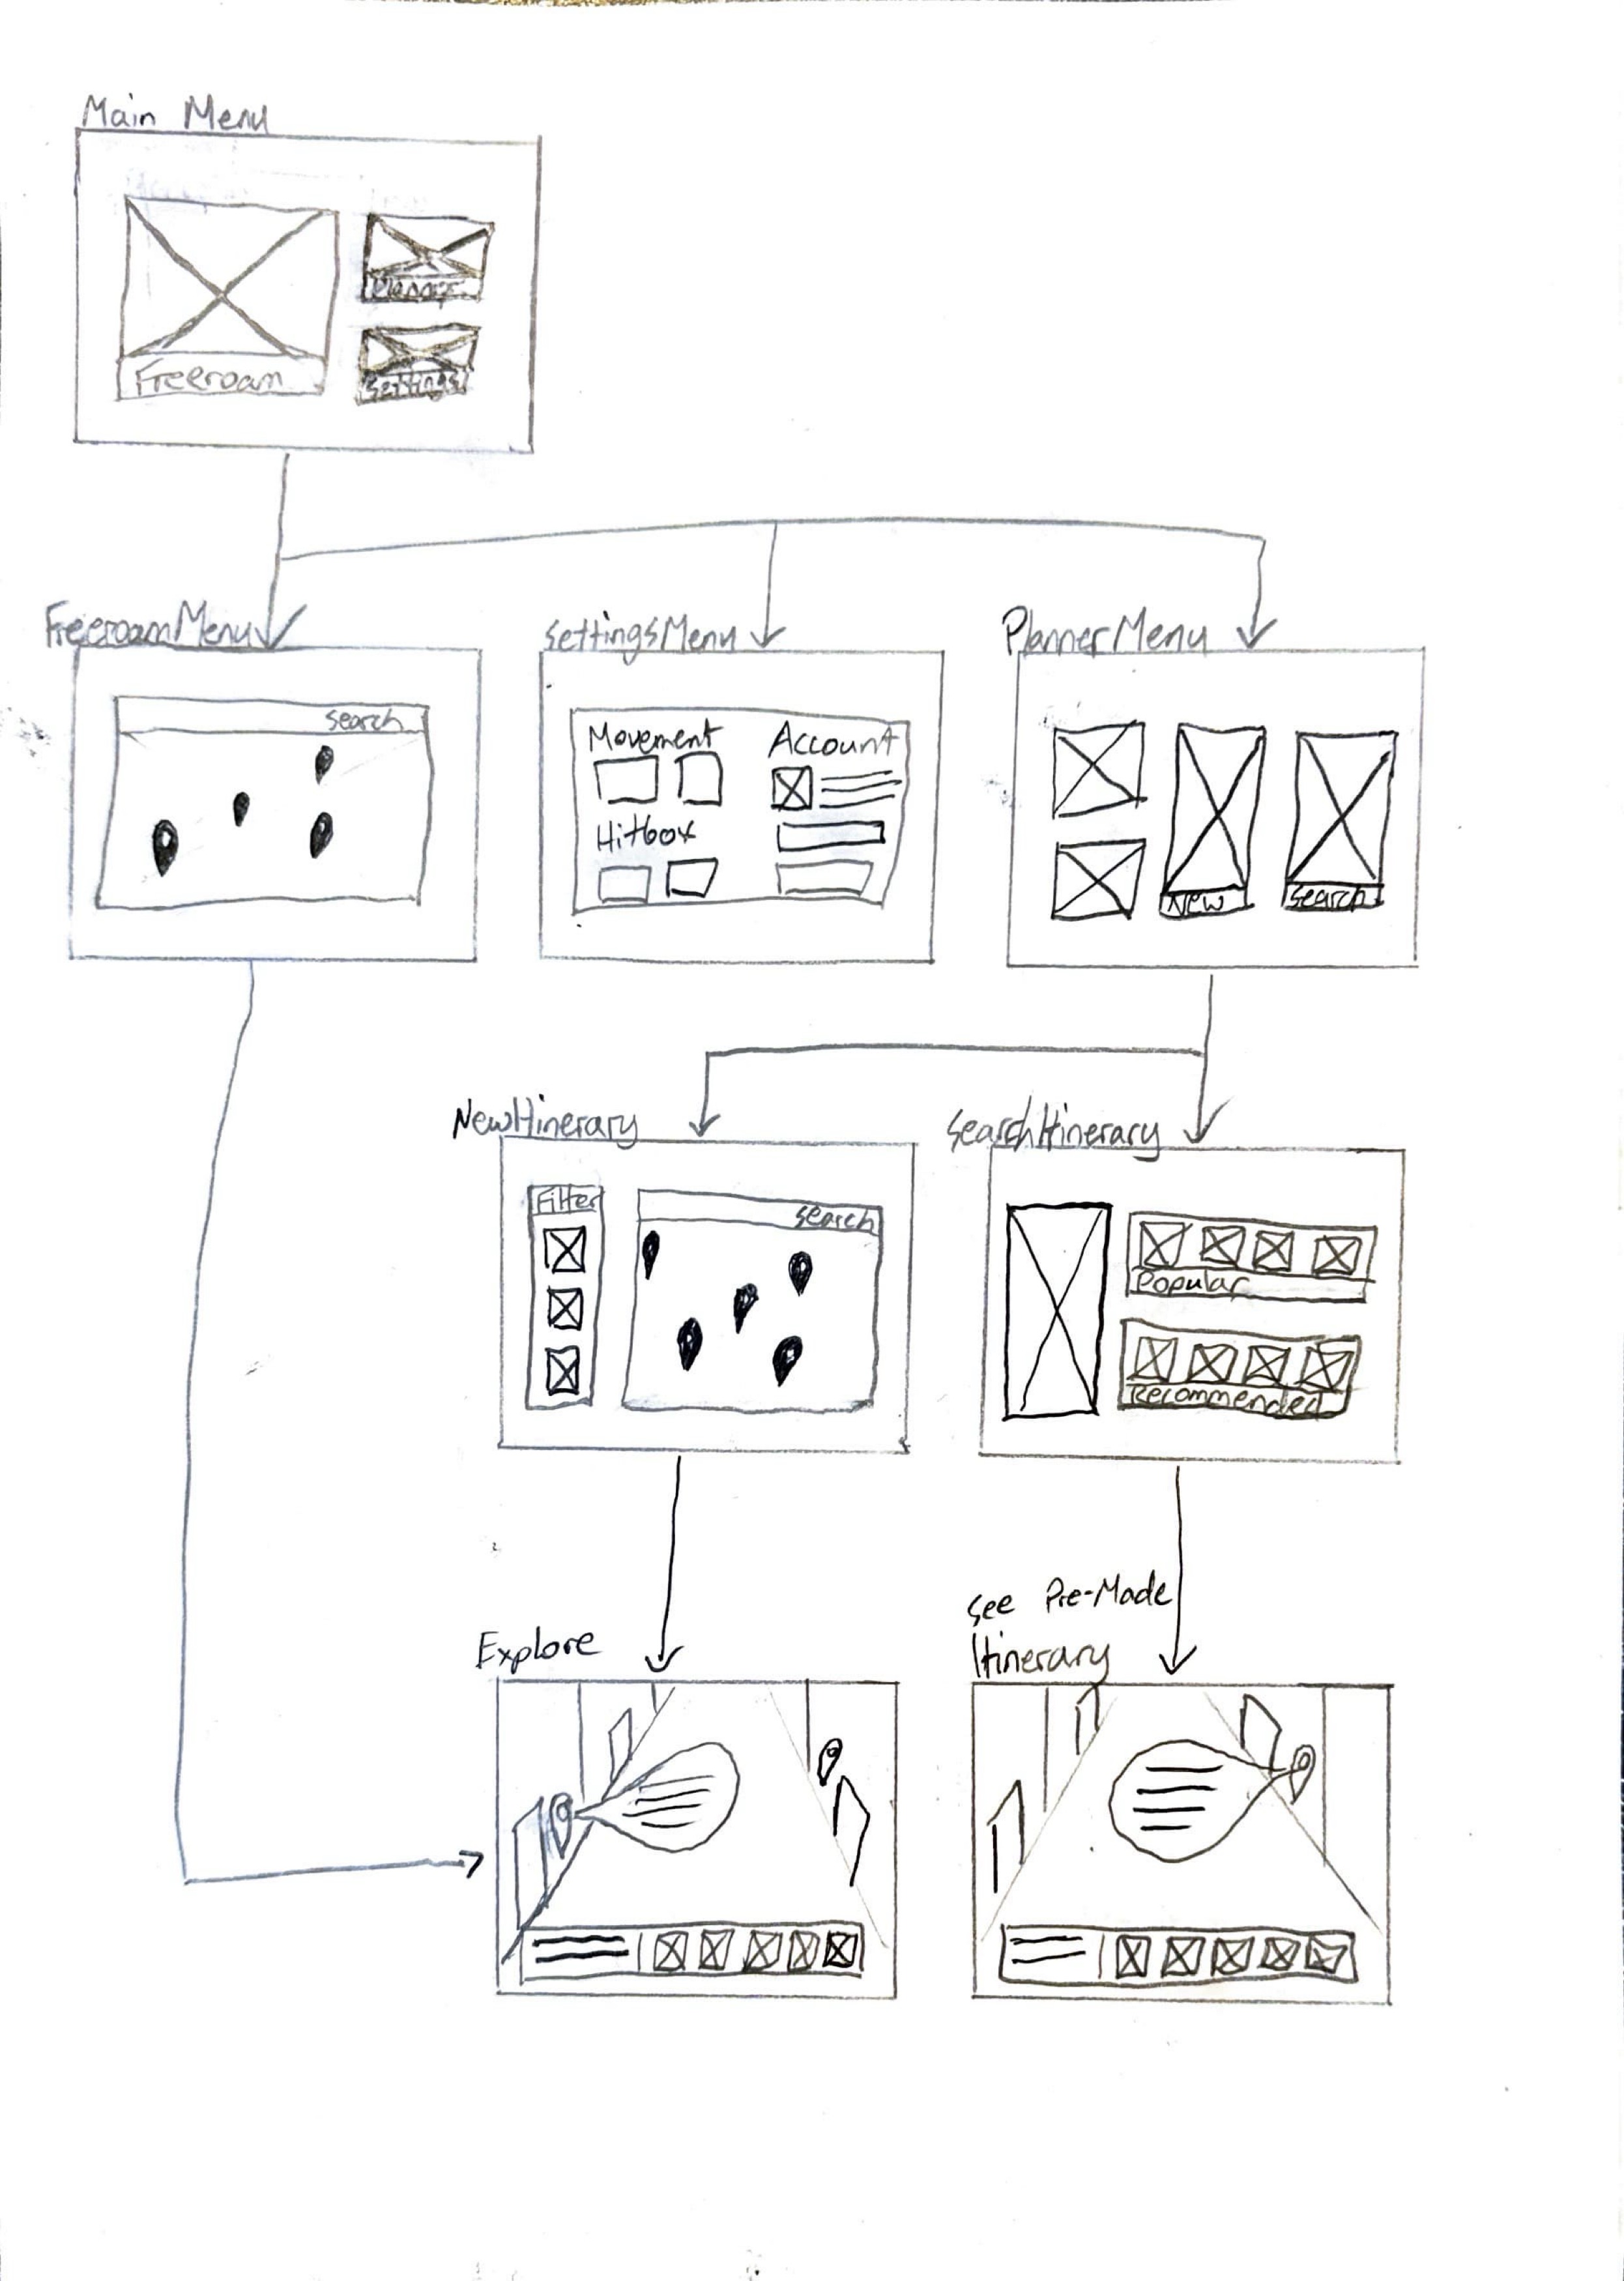 Main Menu
Freeroam
Planner
Settings
FreeroamMenu
SettingsMenu
PlannerMenu
search
Movement
Account
Hitbox
New
Search
NewItinerary
SearchItinerary
Filter
search
Popular
Recommended
Explore
See Pre-Made
Itinerary